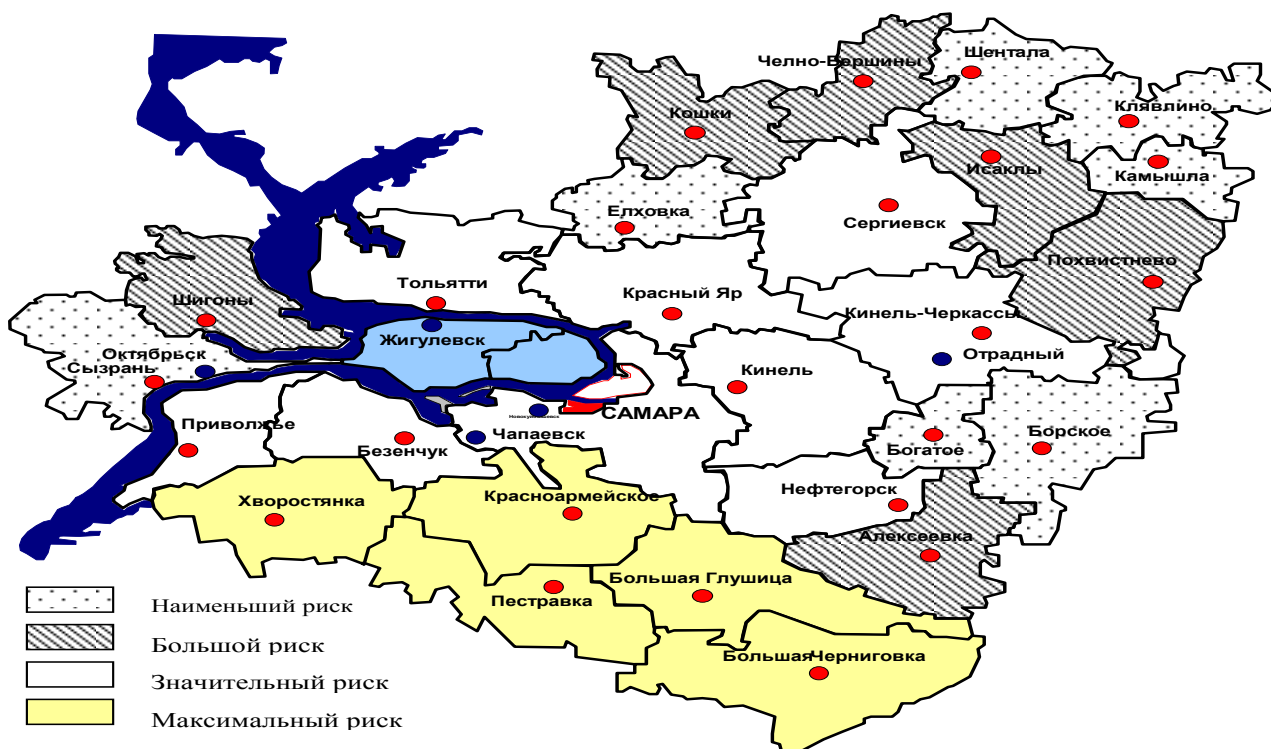 Шентала
Челно-Вершины
Кошки
Клявлино
Исаклы
Камышла
Елховка
Сергиевск
Похвистнево
Тольятти
Красный Яр
Шигоны
Кинель-Черкассы
Жигулевск
Октябрьск
Отрадный
Сызрань
Кинель
САМАРА
Новокуйбышевск
Приволжье
Чапаевск
Борское
Безенчук
Богатое
Нефтегорск
Хворостянка
Красноармейское
Алексеевка
Большая Глушица
Пестравка
БольшаяЧерниговка
Наименьший риск
Большой риск
Значительный риск
Максимальный риск